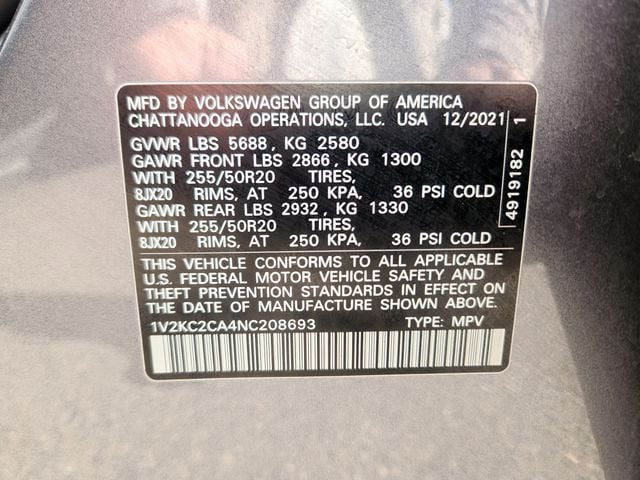 MFD BY VOLKSWAGEN GROUP OF AMERICA
CHATTANOOGA OPERATIONS, LLC. USA 12/2021
GVWR LBS 5688, KG 2580
GAWR FRONT LBS 2866, KG 1300
WITH 255/50R20 TIRES,
8JX20 RIMS, AT 250 KPA, 36 PSI COLD
GAWR REAR LBS 2932, KG 1330
WITH 255/50R20 TIRES,
8JX20 RIMS, AT 250 KPA, 36 PSI COLD
THIS VEHICLE CONFORMS TO ALL APPLICABLE
U.S. FEDERAL MOTOR VEHICLE SAFETY AND
THEFT PREVENTION STANDARDS IN EFFECT ON
THE DATE OF MANUFACTURE SHOWN ABOVE.
1V2KC2CA4NC208693 TYPE: MPV
4919182 1